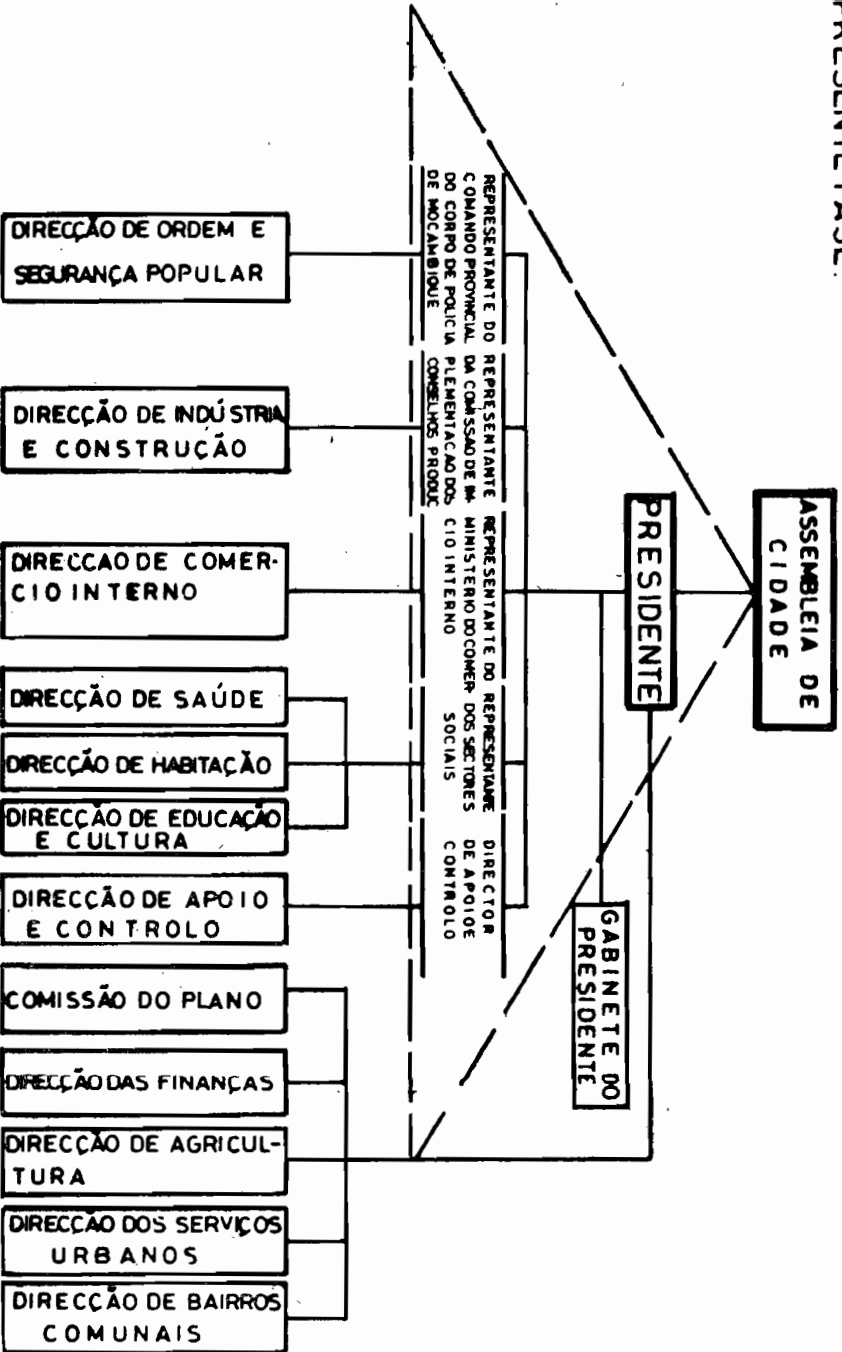 PRESENTE FASE.
ASSEMBLEIA DE
CIDADE
PRESIDENTE
GABINETE DO
PRESIDENTE
REPRESENTANTE DO
COMANDO PROVINCIAL
DO CORPO DE POLICIA
DE MOCAMBIQUE
REPRESENTANTE
DA COMISSAO DE IM-
PLEMENTACAO DOS
CONSELHOS PRODUC
REPRESENTANTE DO
MINISTERIO DO COMER-
CIO INTERNO
REPRESENTANTE
DOS SECTORES
SOCIAIS
DIRECTOR
DE APOIO E
CONTROLO
DIRECÇÃO DE ORDEM E
SEGURANÇA POPULAR
DIRECÇÃO DE INDÚSTRIA
E CONSTRUÇÃO
DIRECCAO DE COMER-
CIO INTERNO
DIRECÇÃO DE SAÚDE
DIRECÇÃO DE HABITAÇÃO
DIRECÇÃO DE EDUCAÇÃO
E CULTURA
DIRECÇÃO DE APOIO
E CONTROLO
COMISSÃO DO PLANO
DIRECÇÃO DAS FINANÇAS
DIRECÇÃO DE AGRICUL-
TURA
DIRECÇÃO DOS SERVIÇOS
URBANOS
DIRECÇÃO DE BAIRROS
COMUNAIS